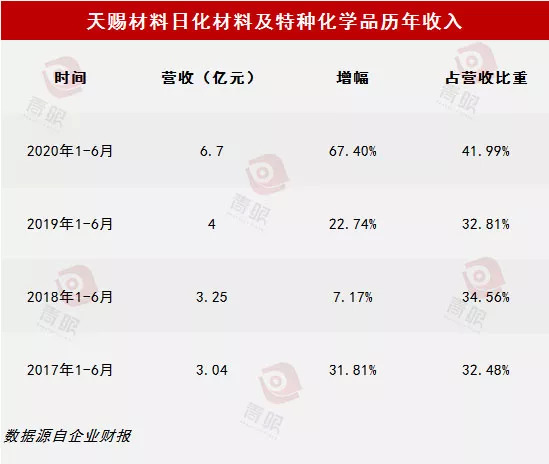 天赐材料日化材料及特种化学品历年收入
时间 营收（亿元） 增幅 占营收比重
2020年1-6月 6.7 67.40% 41.99%
2019年1-6月 4 22.74% 32.81%
2018年1-6月 3.25 7.17% 34.56%
2017年1-6月 3.04 31.81% 32.48%
数据源自企业财报
青眼
青眼
青眼
青眼
青眼
青眼